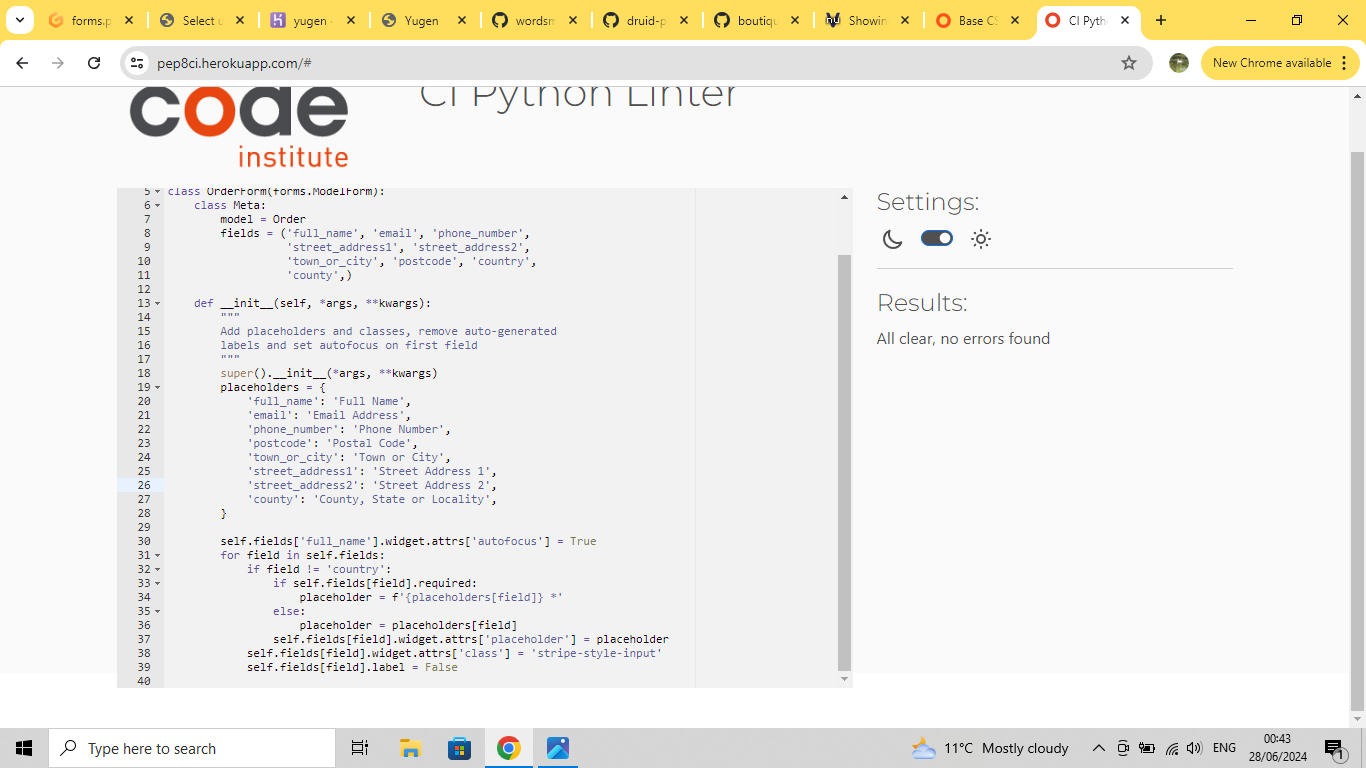 forms.p
Select u
yugen
Yugen
wordsm
druid-p
boutiqu
Showin
Base CS
CI Pyth
pep8ci.herokuapp.com/#
New Chrome available
code
institute
CI Python Linter
5 class OrderForm(forms.ModelForm):
6     class Meta:
7         model = Order
8         fields = ('full_name', 'email', 'phone_number',
9                   'street_address1', 'street_address2',
10                   'town_or_city', 'postcode', 'country',
11                   'county',)
12
13     def __init__(self, *args, **kwargs):
14         """
15         Add placeholders and classes, remove auto-generated
16         labels and set autofocus on first field
17         """
18         super().__init__(*args, **kwargs)
19         placeholders = {
20             'full_name': 'Full Name',
21             'email': 'Email Address',
22             'phone_number': 'Phone Number',
23             'postcode': 'Postal Code',
24             'town_or_city': 'Town or City',
25             'street_address1': 'Street Address 1',
26             'street_address2': 'Street Address 2',
27             'county': 'County, State or Locality',
28         }
29
30         self.fields['full_name'].widget.attrs['autofocus'] = True
31         for field in self.fields:
32             if field != 'country':
33                 if self.fields[field].required:
34                     placeholder = f'{placeholders[field]} *'
35                 else:
36                     placeholder = placeholders[field]
37                 self.fields[field].widget.attrs['placeholder'] = placeholder
38             self.fields[field].widget.attrs['class'] = 'stripe-style-input'
39             self.fields[field].label = False
40
Settings:
Results:
All clear, no errors found
Type here to search
11°C Mostly cloudy
ENG
00:43
28/06/2024
1